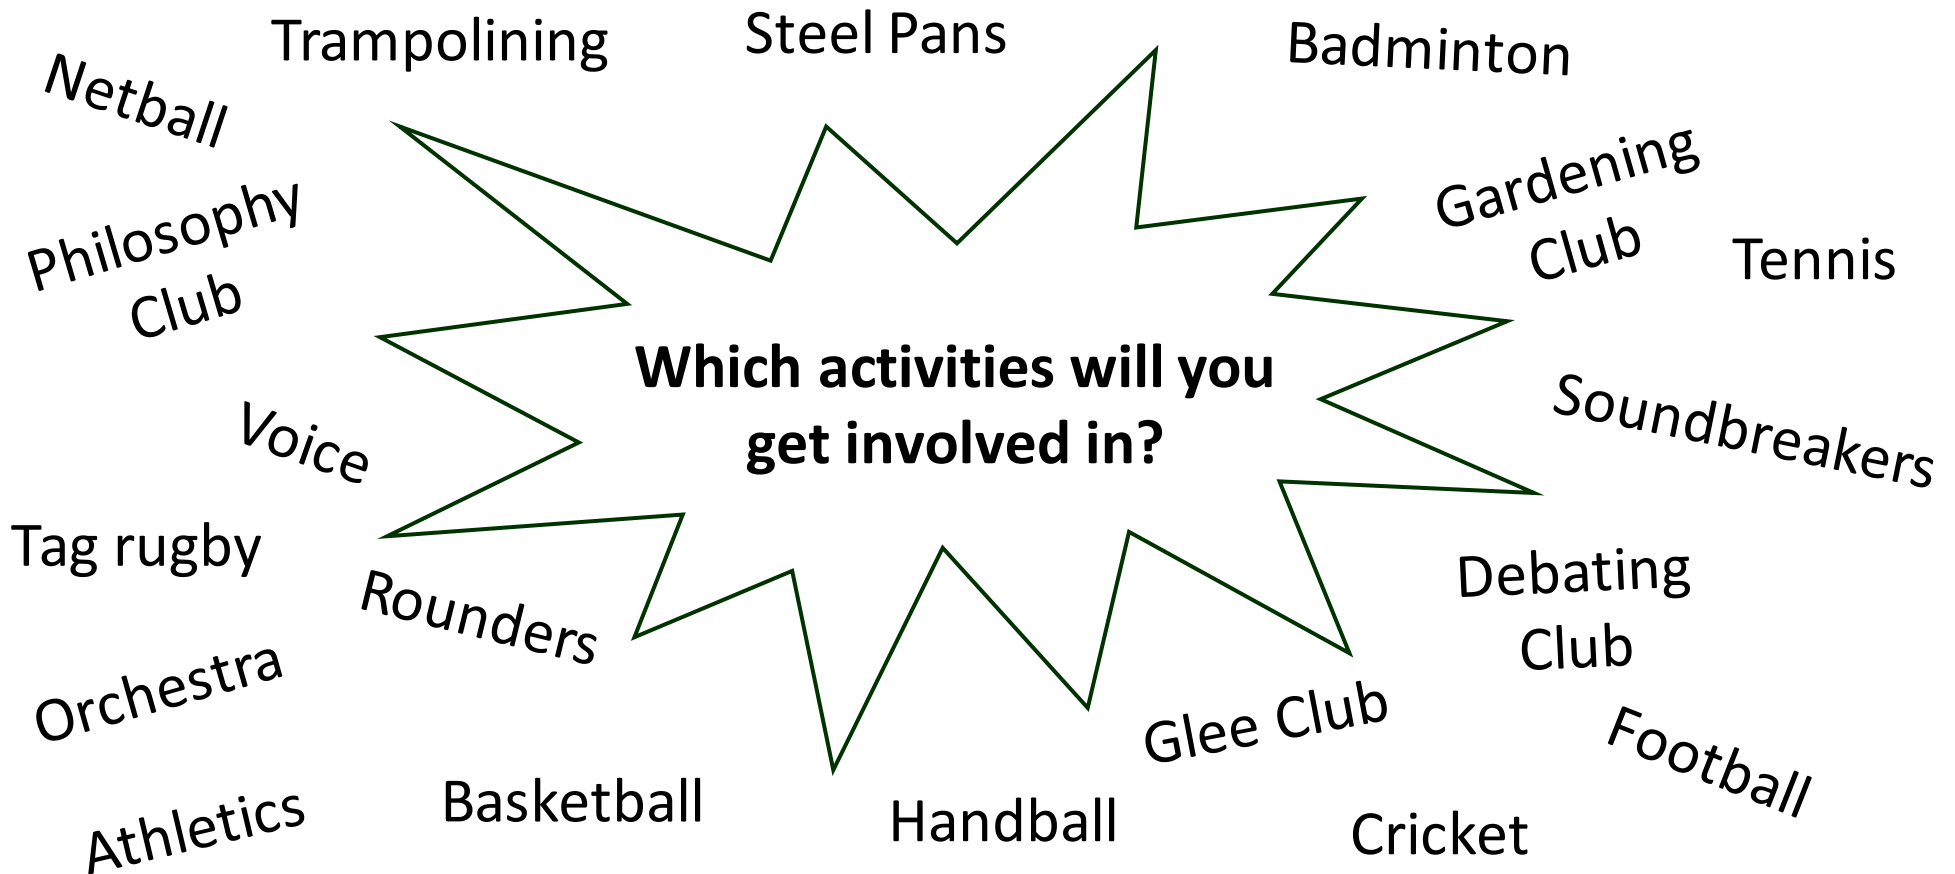 Trampolining
Steel Pans
Badminton
Netball
Gardening
Club
Philosophy
Club
Tennis
Which activities will you
get involved in?
Voice
Soundbreakers
Tag rugby
Rounders
Debating
Club
Orchestra
Glee Club
Football
Basketball
Handball
Cricket
Athletics